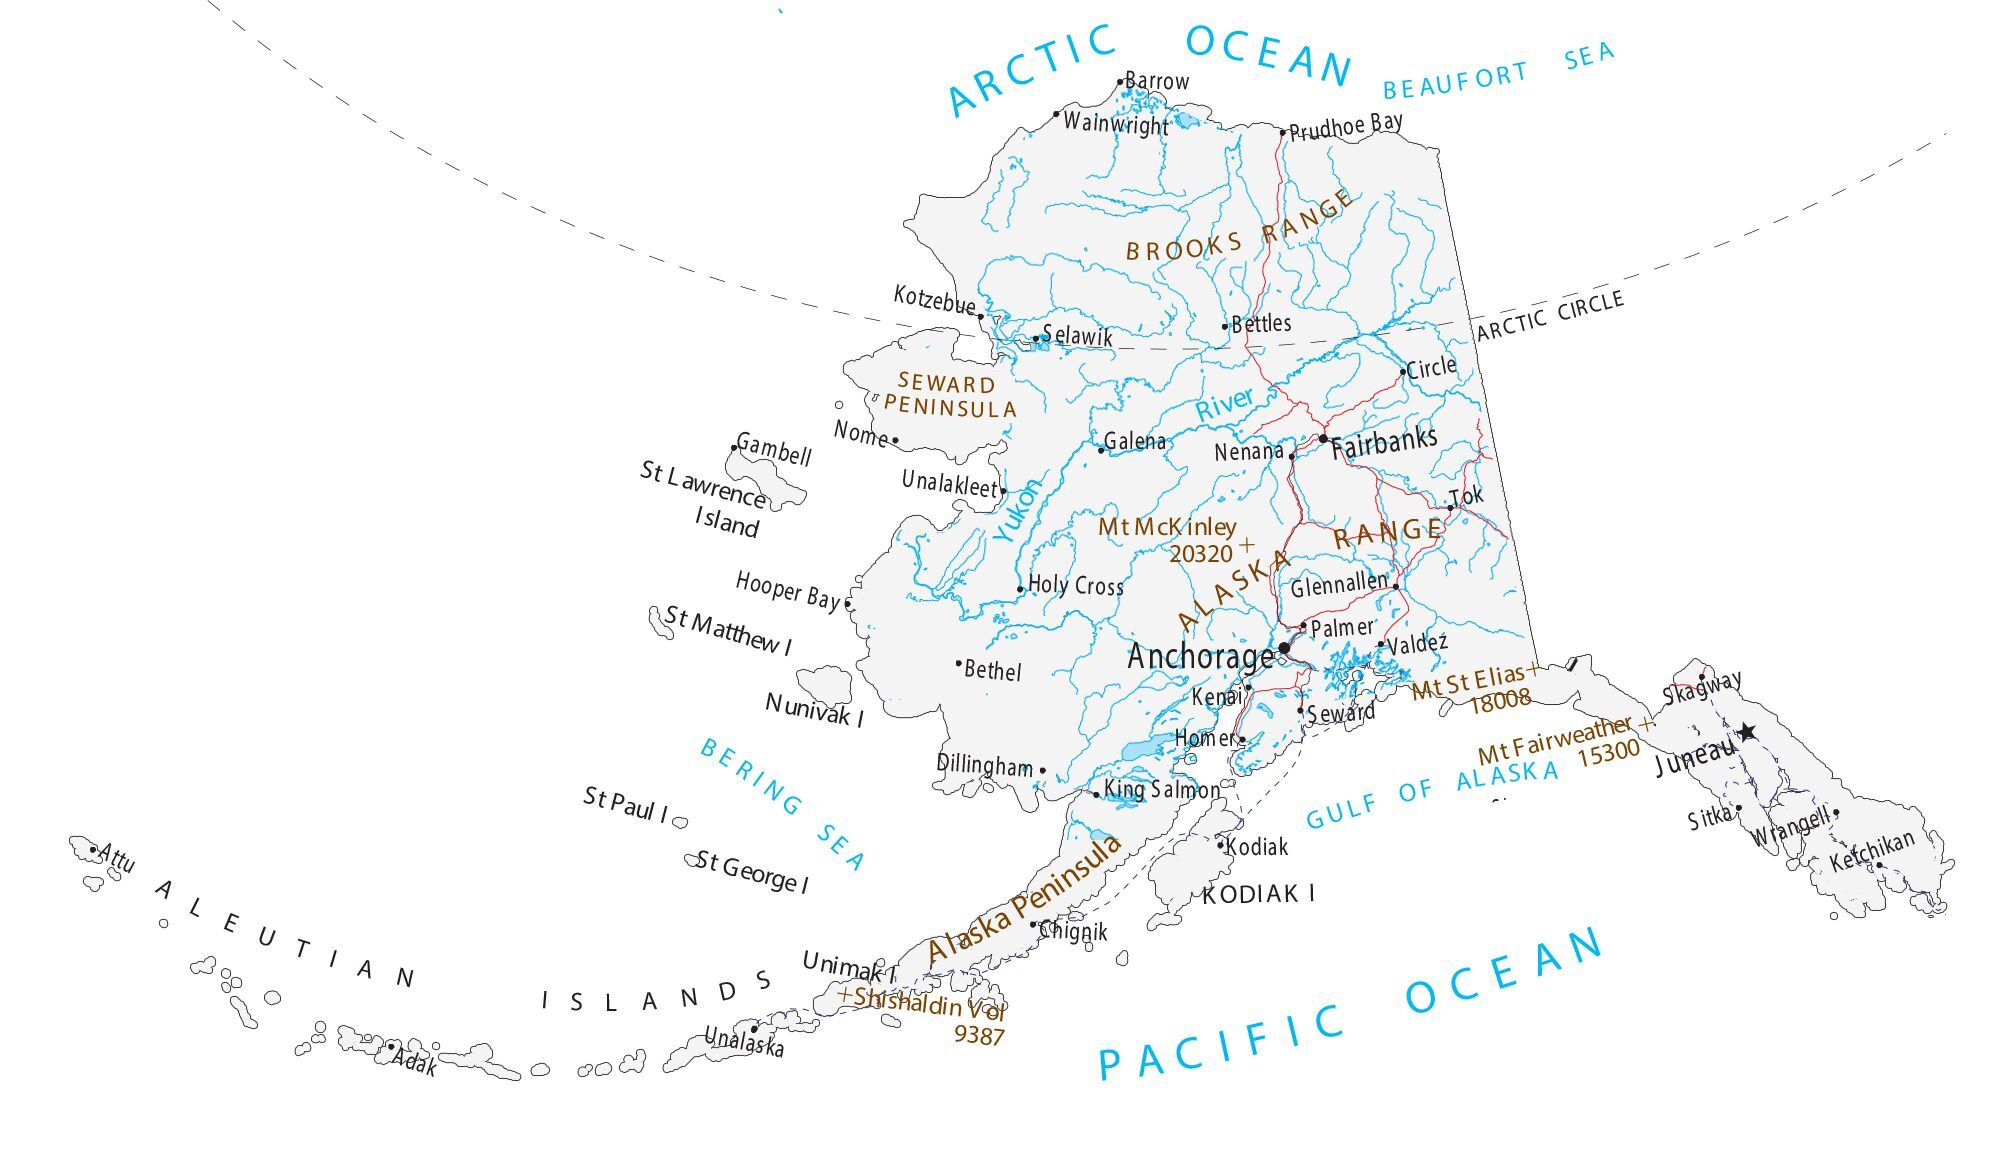 ARCTIC OCEAN
BEAUFORT SEA
Barrow
Wainwright
Prudhoe Bay
BROOKS RANGE
Kotzebue
Selawik
Bettles
ARCTIC CIRCLE
SEWARD
PENINSULA
Circle
River
Nome
Galena
Nenana
Fairbanks
Gambell
St Lawrence
Island
Unalakleet
Yukon
Tok
Mt McKinley
20320
ALASKA RANGE
Hooper Bay
Holy Cross
Glennallen
St Matthew I
Palmer
Anchorage
Valdez
Bethel
Mt St Elias
18008
Skagway
Nunivak I
Kenai
Seward
Homer
Mt Fairweather
15300
Juneau
BERING SEA
Dillingham
King Salmon
GULF OF ALASKA
St Paul I
Sitka
Wrangell
Ketchikan
Kodiak
Attu
St George I
Alaska Peninsula
KODIAK I
ALEUTIAN ISLANDS
Chignik
Unimak I
Shishaldin Vol
9387
Unalaska
Adak
PACIFIC OCEAN